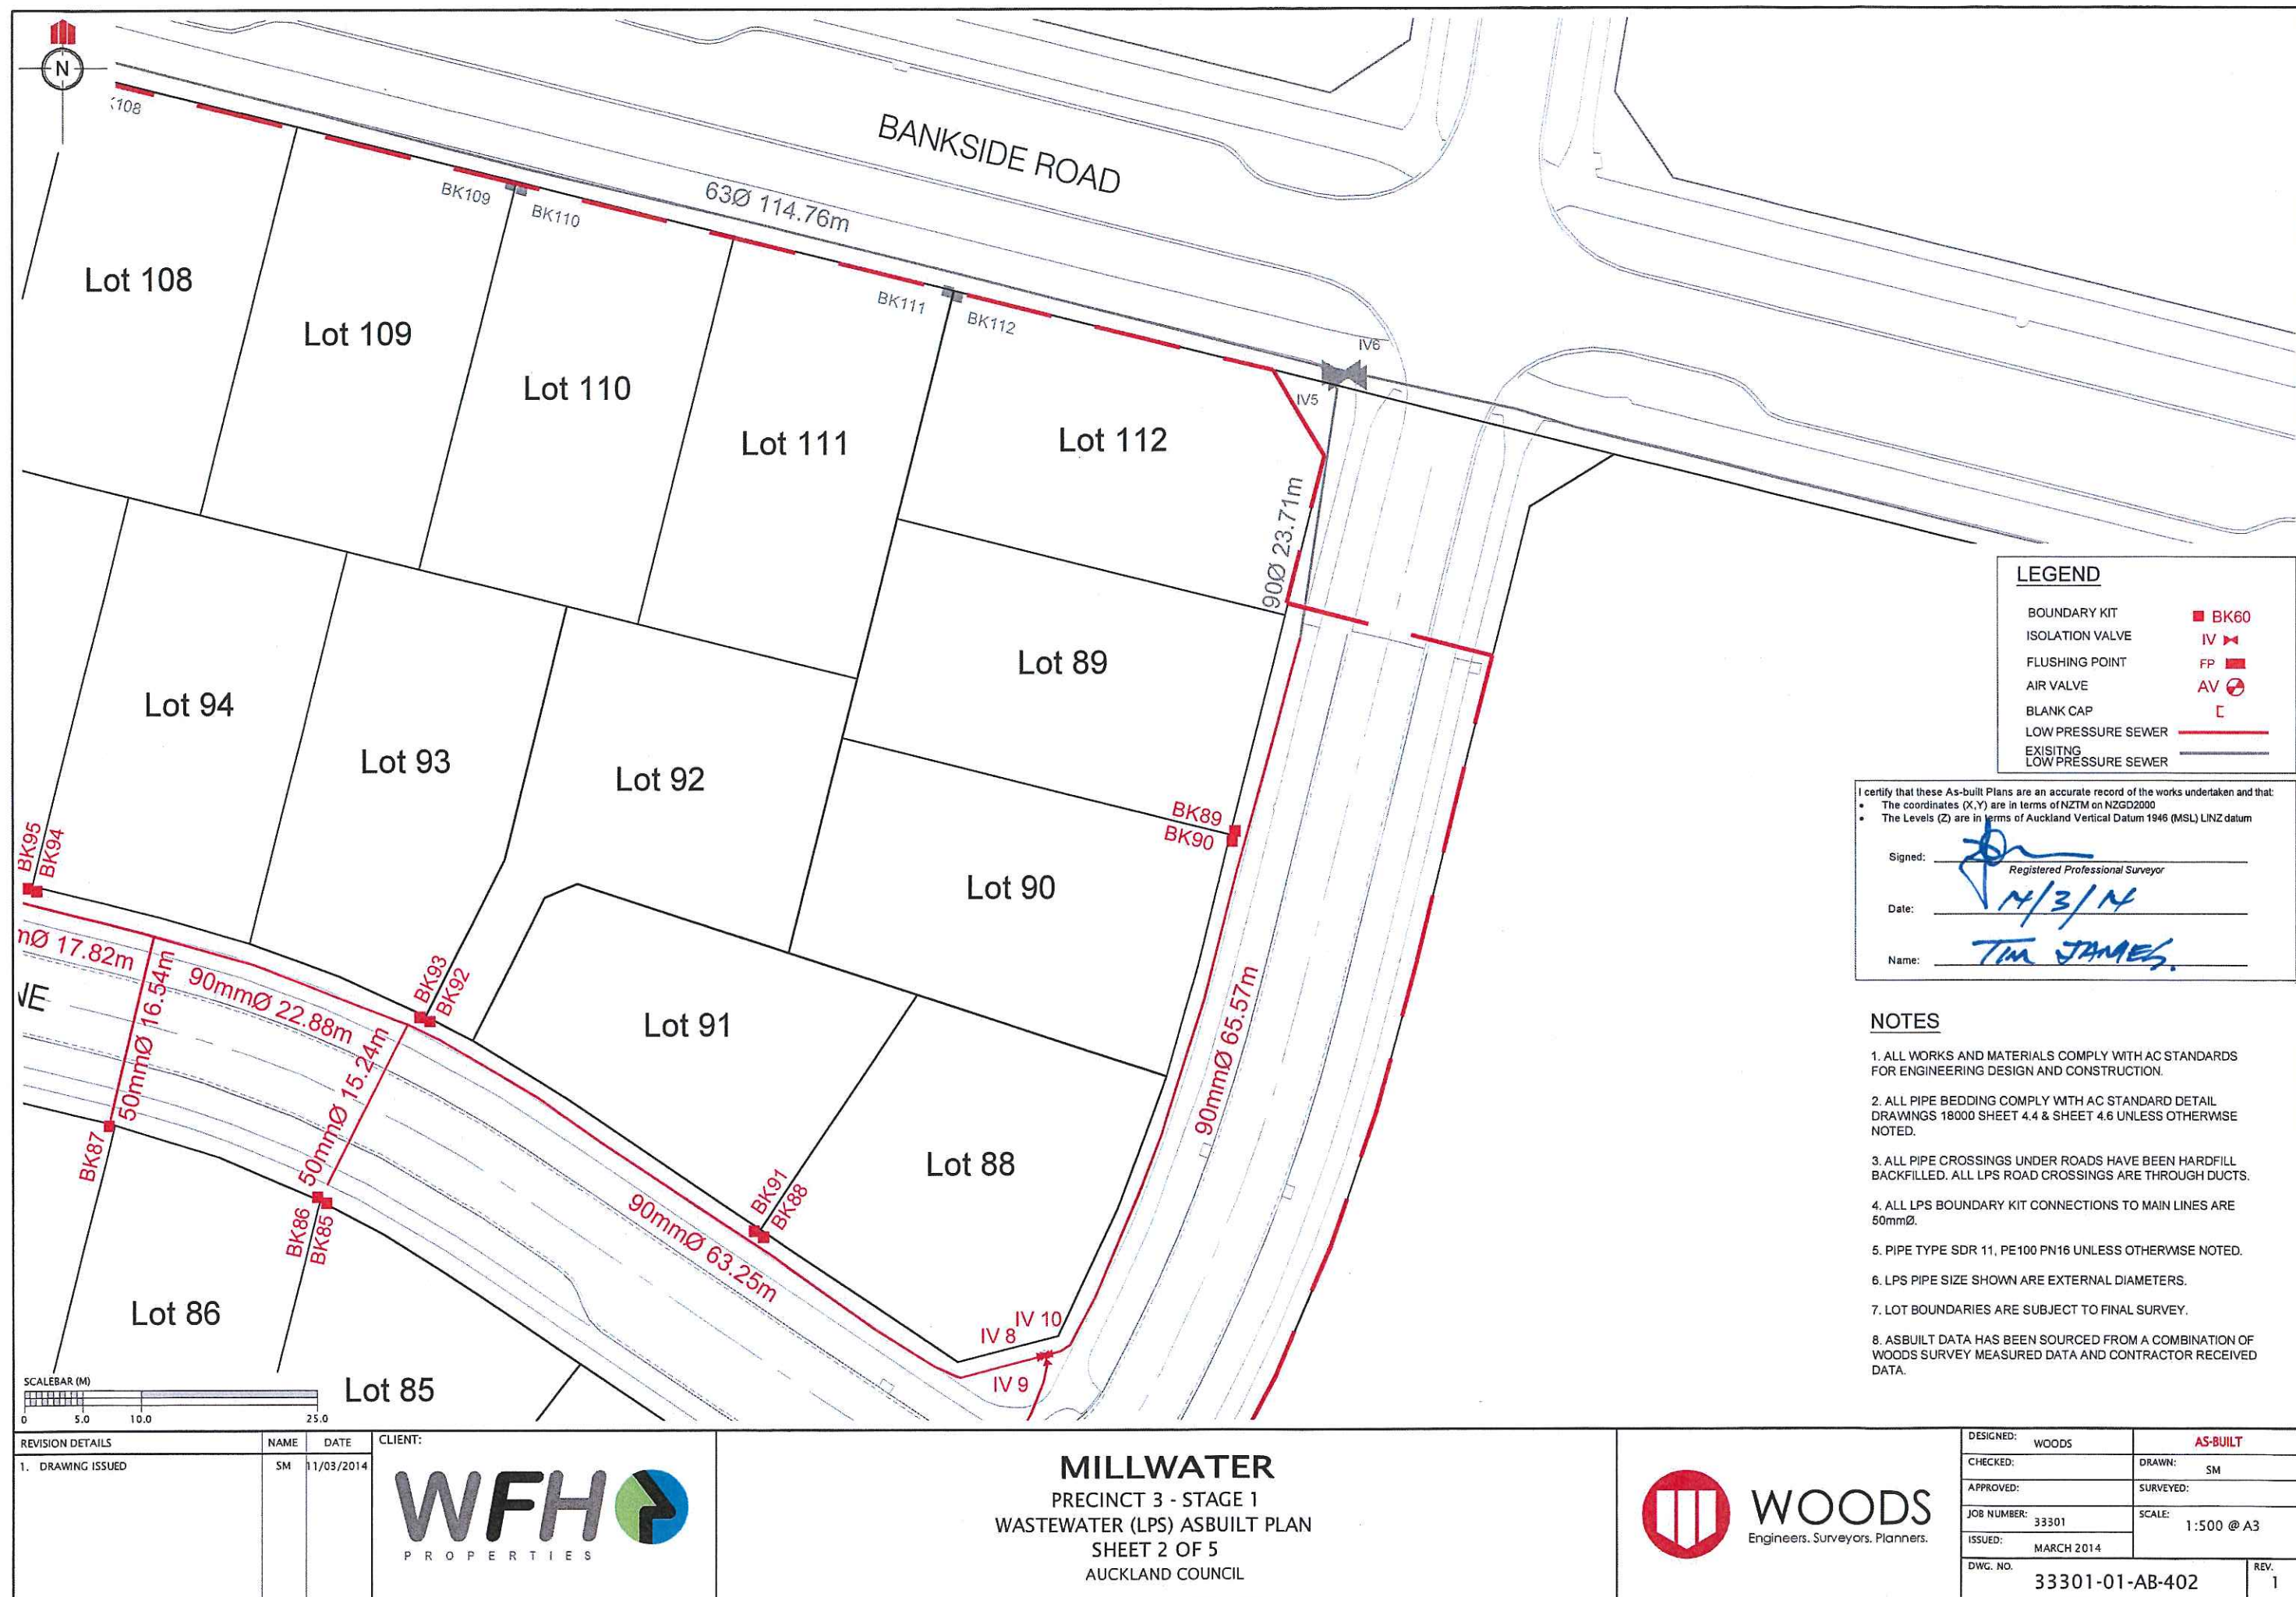 N
K108
BANKSIDE ROAD
BK109
BK110
63Ø 114.76m
BK111
BK112
IV6
IV5
Lot 108
Lot 109
Lot 110
Lot 111
Lot 112
90Ø 23.71m
Lot 89
Lot 94
Lot 93
Lot 92
BK89
BK90
Lot 90
BK95
BK94
mØ 17.82m
50mmØ 16.54m
90mmØ 22.88m
BK93
BK92
NE
Lot 91
50mmØ 15.24m
90mmØ 65.57m
BK87
BK86
BK85
BK91
BK88
Lot 88
90mmØ 63.25m
Lot 86
IV 8
IV 10
IV 9
Lot 85
SCALEBAR (M)
0 5.0 10.0 25.0
LEGEND
BOUNDARY KIT BK60
ISOLATION VALVE IV
FLUSHING POINT FP
AIR VALVE AV
BLANK CAP
LOW PRESSURE SEWER
EXISITNG
LOW PRESSURE SEWER
I certify that these As-built Plans are an accurate record of the works undertaken and that:
• The coordinates (X,Y) are in terms of NZTM on NZGD2000
• The Levels (Z) are in terms of Auckland Vertical Datum 1946 (MSL) LINZ datum
Signed:
Registered Professional Surveyor
Date: 14/3/14
Name: TIM JAMES.
NOTES
1. ALL WORKS AND MATERIALS COMPLY WITH AC STANDARDS
FOR ENGINEERING DESIGN AND CONSTRUCTION.
2. ALL PIPE BEDDING COMPLY WITH AC STANDARD DETAIL
DRAWINGS 18000 SHEET 4.4 & SHEET 4.6 UNLESS OTHERWISE
NOTED.
3. ALL PIPE CROSSINGS UNDER ROADS HAVE BEEN HARDFILL
BACKFILLED. ALL LPS ROAD CROSSINGS ARE THROUGH DUCTS.
4. ALL LPS BOUNDARY KIT CONNECTIONS TO MAIN LINES ARE
50mmØ.
5. PIPE TYPE SDR 11, PE100 PN16 UNLESS OTHERWISE NOTED.
6. LPS PIPE SIZE SHOWN ARE EXTERNAL DIAMETERS.
7. LOT BOUNDARIES ARE SUBJECT TO FINAL SURVEY.
8. ASBUILT DATA HAS BEEN SOURCED FROM A COMBINATION OF
WOODS SURVEY MEASURED DATA AND CONTRACTOR RECEIVED
DATA.
REVISION DETAILS NAME DATE
1. DRAWING ISSUED SM 11/03/2014
CLIENT:
WFH
PROPERTIES
MILLWATER
PRECINCT 3 - STAGE 1
WASTEWATER (LPS) ASBUILT PLAN
SHEET 2 OF 5
AUCKLAND COUNCIL
WOODS
Engineers. Surveyors. Planners.
DESIGNED: WOODS AS-BUILT
CHECKED: DRAWN: SM
APPROVED: SURVEYED:
JOB NUMBER: 33301 SCALE: 1:500 @ A3
ISSUED: MARCH 2014
DWG. NO. 33301-01-AB-402 REV. 1